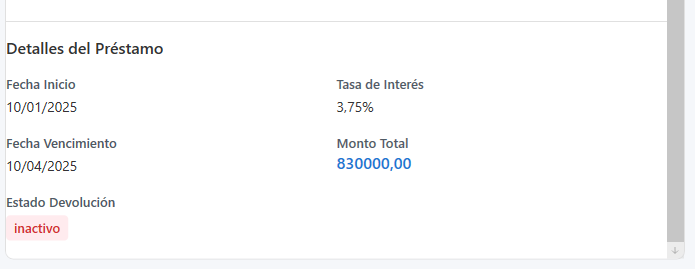 Detalles del Préstamo
Fecha Inicio
10/01/2025
Tasa de Interés
3,75%
Fecha Vencimiento
10/04/2025
Monto Total
830000,00
Estado Devolución
inactivo